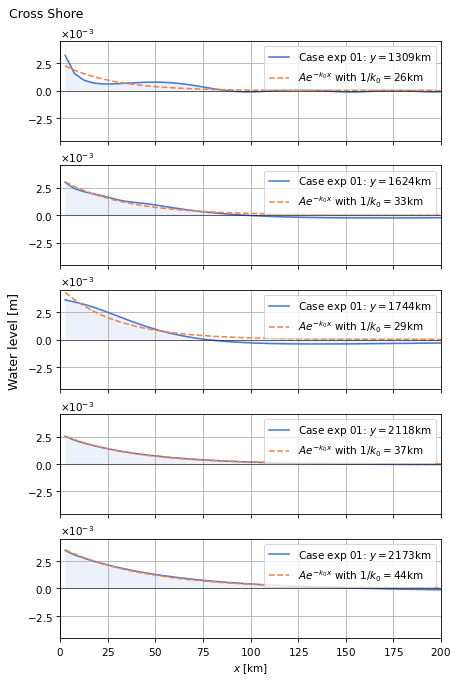 Cross Shore
×10⁻³
Case exp 01: y = 1309km
Ae^{-k₀x} with 1/k₀ = 26km
2.5
0.0
−2.5
×10⁻³
Case exp 01: y = 1624km
Ae^{-k₀x} with 1/k₀ = 33km
2.5
0.0
−2.5
×10⁻³
Case exp 01: y = 1744km
Ae^{-k₀x} with 1/k₀ = 29km
2.5
0.0
−2.5
Water level [m]
×10⁻³
Case exp 01: y = 2118km
Ae^{-k₀x} with 1/k₀ = 37km
2.5
0.0
−2.5
×10⁻³
Case exp 01: y = 2173km
Ae^{-k₀x} with 1/k₀ = 44km
2.5
0.0
−2.5
0 25 50 75 100 125 150 175 200
x [km]